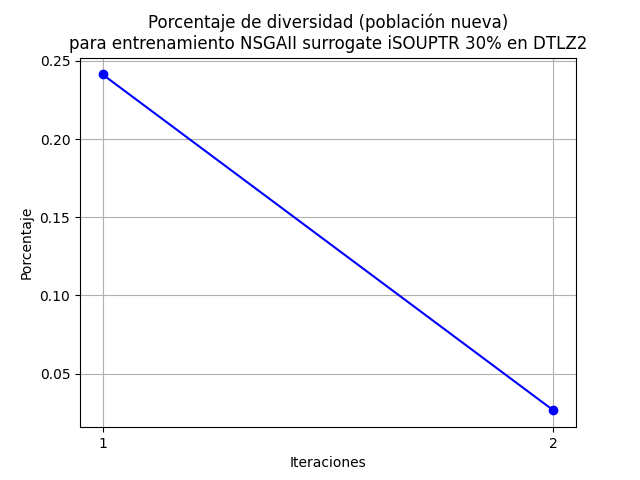 Porcentaje de diversidad (población nueva)
para entrenamiento NSGAII surrogate iSOUPTR 30% en DTLZ2
0.25
0.20
0.15
0.10
0.05
Porcentaje
1
2
Iteraciones